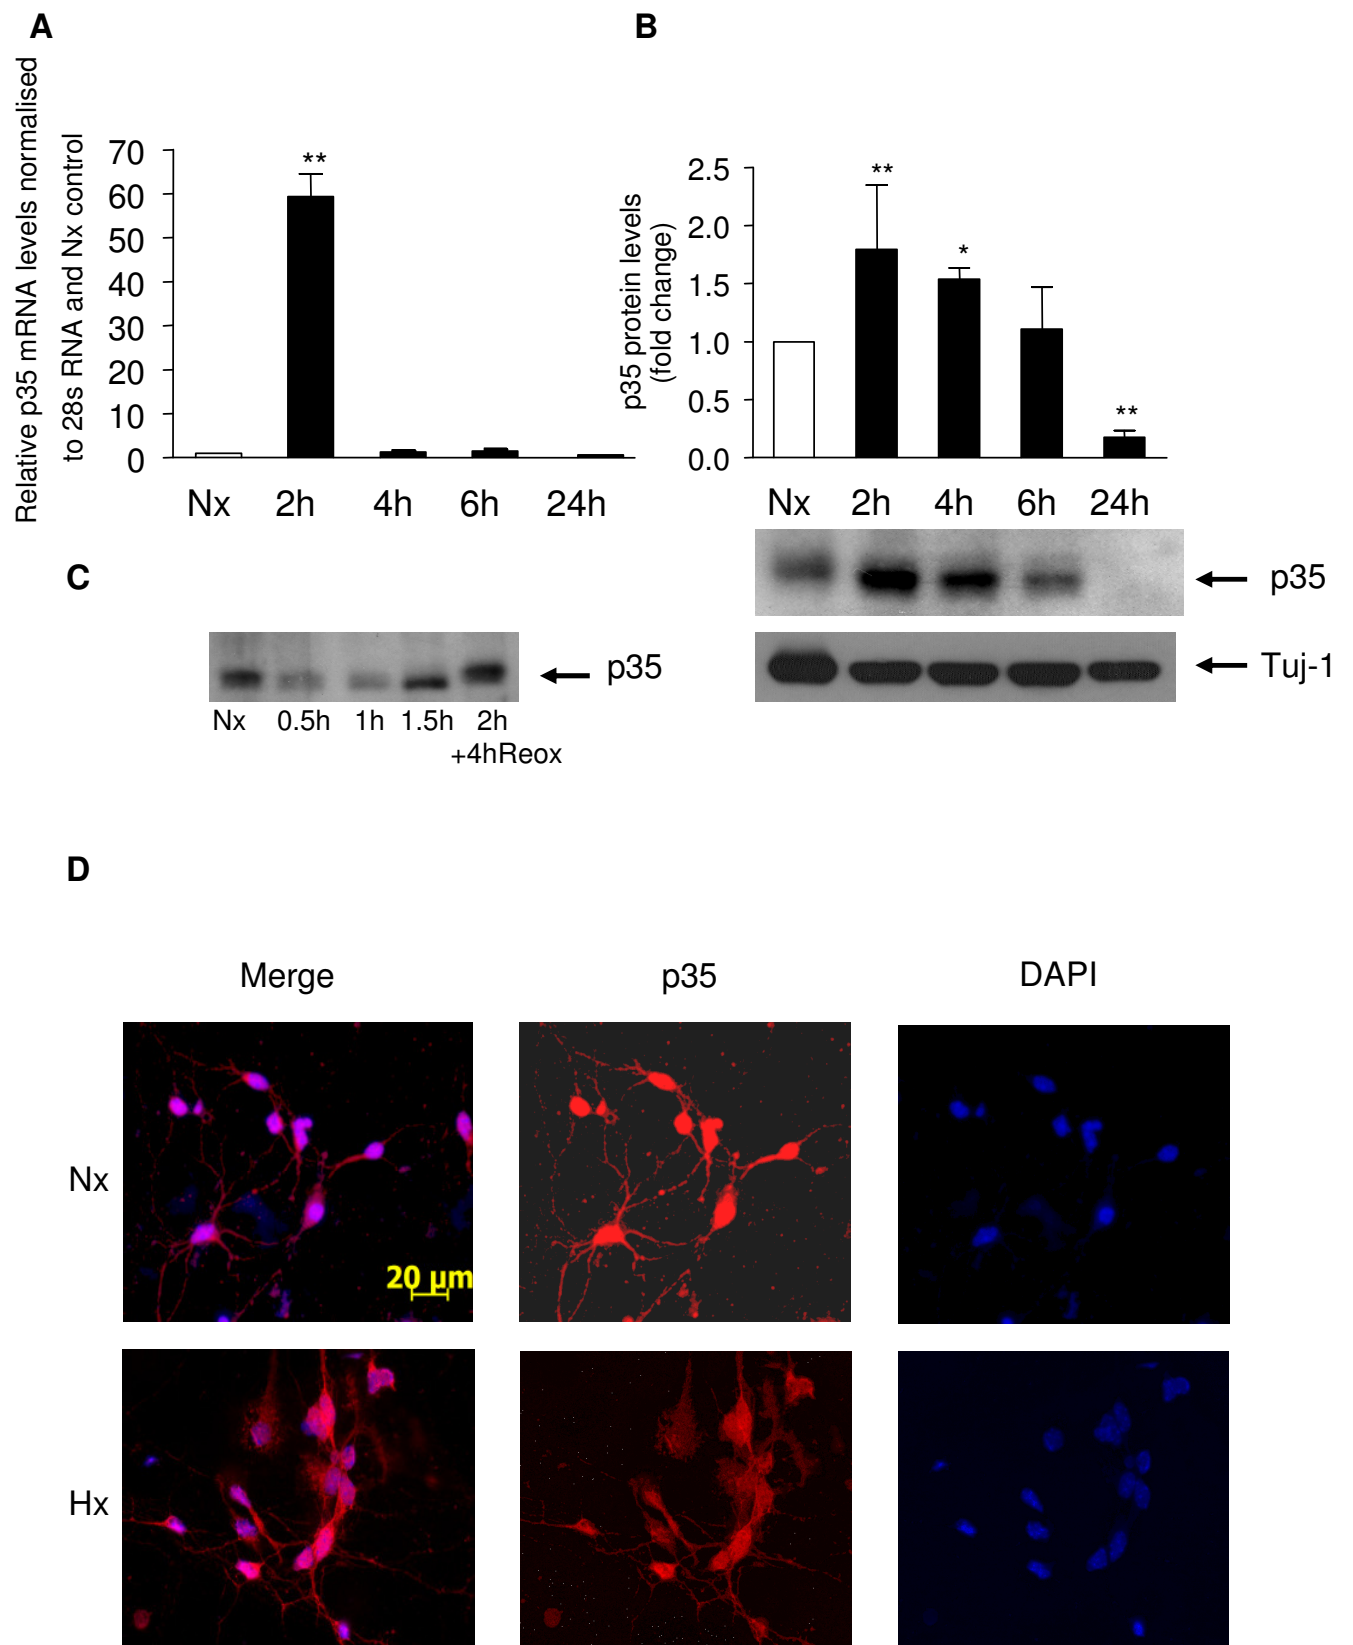 A
Relative p35 mRNA levels normalised
to 28s RNA and Nx control
70
60
50
40
30
20
10
0
**
Nx 2h 4h 6h 24h
B
p35 protein levels
(fold change)
2.5
2.0
1.5
1.0
0.5
0.0
**
*
**
Nx 2h 4h 6h 24h
p35
Tuj-1
C
p35
Nx 0.5h 1h 1.5h 2h
+4hReox
D
Merge p35 DAPI
Nx
20 µm
Hx